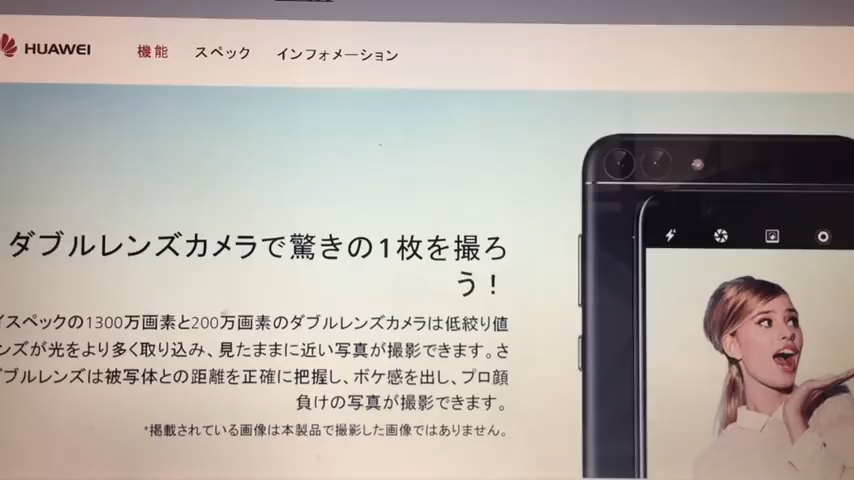 HUAWEI 機能 スペック インフォメーション
ダブルレンズカメラで驚きの1枚を撮ろ
う！
イスペックの1300万画素と200万画素のダブルレンズカメラは低絞り値
ンズが光をより多く取り込み、見たままに近い写真が撮影できます。さ
ブルレンズは被写体との距離を正確に把握し、ボケ感を出し、プロ顔
負けの写真が撮影できます。
*掲載されている画像は本製品で撮影した画像ではありません。